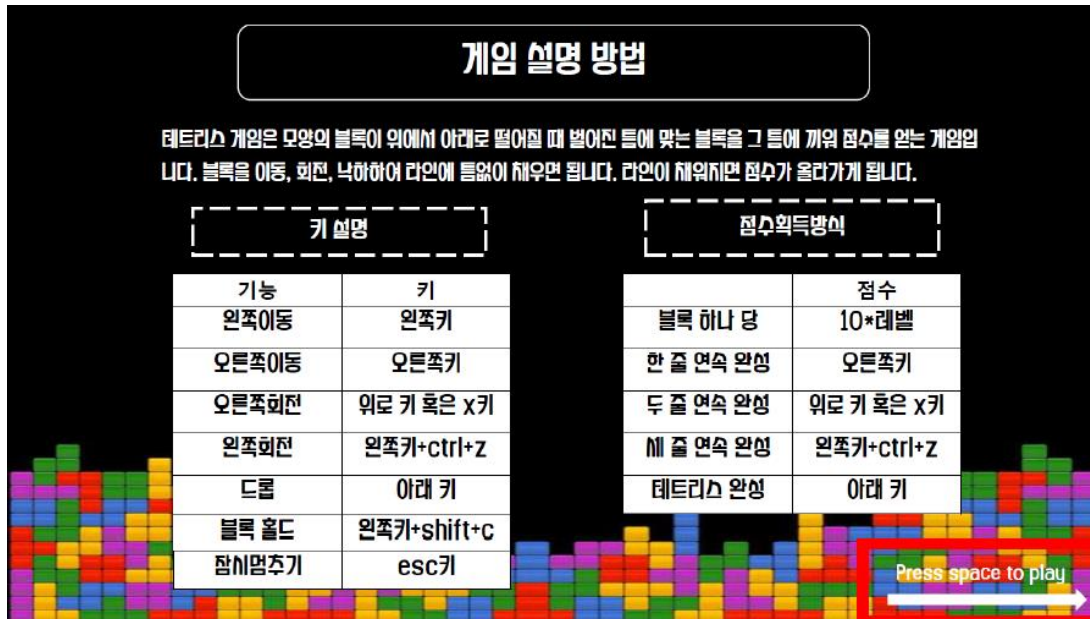 게임 설명 방법
테트리스 게임은 모양의 블록이 위에서 아래로 떨어질 때 벌어진 틈에 맞는 블록을 그 틈에 끼워 점수를 얻는 게임입
니다. 블록을 이동, 회전, 낙하하여 라인에 틈없이 채우면 됩니다. 라인이 채워지면 점수가 올라가게 됩니다.
키 설명
기능 키
왼쪽이동 왼쪽키
오른쪽이동 오른쪽키
오른쪽회전 위로 키 혹은 X키
왼쪽회전 왼쪽키+ctrl+z
드롭 아래 키
블록 홀드 왼쪽키+shift+c
잠시멈추기 esc키
점수획득방식
점수
블록 하나 당 10*레벨
한 줄 연속 완성 오른쪽키
두 줄 연속 완성 위로 키 혹은 X키
세 줄 연속 완성 왼쪽키+ctrl+z
테트리스 완성 아래 키
Press space to play